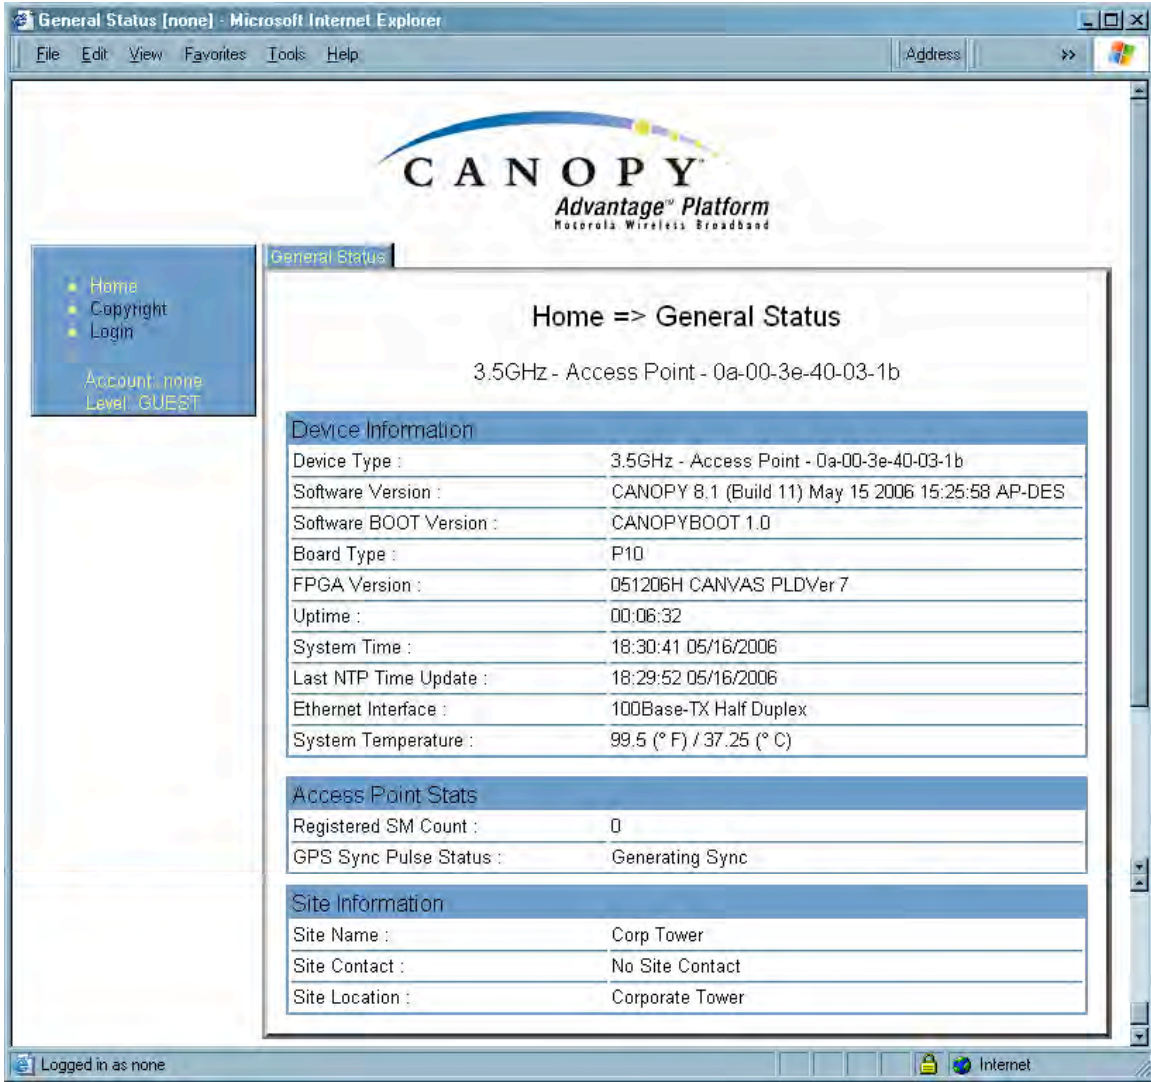 General Status [none] - Microsoft Internet Explorer
File Edit View Favorites Tools Help Address »
CANOPY
Advantage Platform
Motorola Wireless Broadband
Home
Copyright
Login
Account: none
Level: GUEST
General Status
Home => General Status
3.5GHz - Access Point - 0a-00-3e-40-03-1b
Device Information
Device Type : 3.5GHz - Access Point - 0a-00-3e-40-03-1b
Software Version : CANOPY 8.1 (Build 11) May 15 2006 15:25:58 AP-DES
Software BOOT Version : CANOPYBOOT 1.0
Board Type : P10
FPGA Version : 051206H CANVAS PLDVer 7
Uptime : 00:06:32
System Time : 18:30:41 05/16/2006
Last NTP Time Update : 18:29:52 05/16/2006
Ethernet Interface : 100Base-TX Half Duplex
System Temperature : 99.5 (° F) / 37.25 (° C)
Access Point Stats
Registered SM Count : 0
GPS Sync Pulse Status : Generating Sync
Site Information
Site Name : Corp Tower
Site Contact : No Site Contact
Site Location : Corporate Tower
Logged in as none Internet